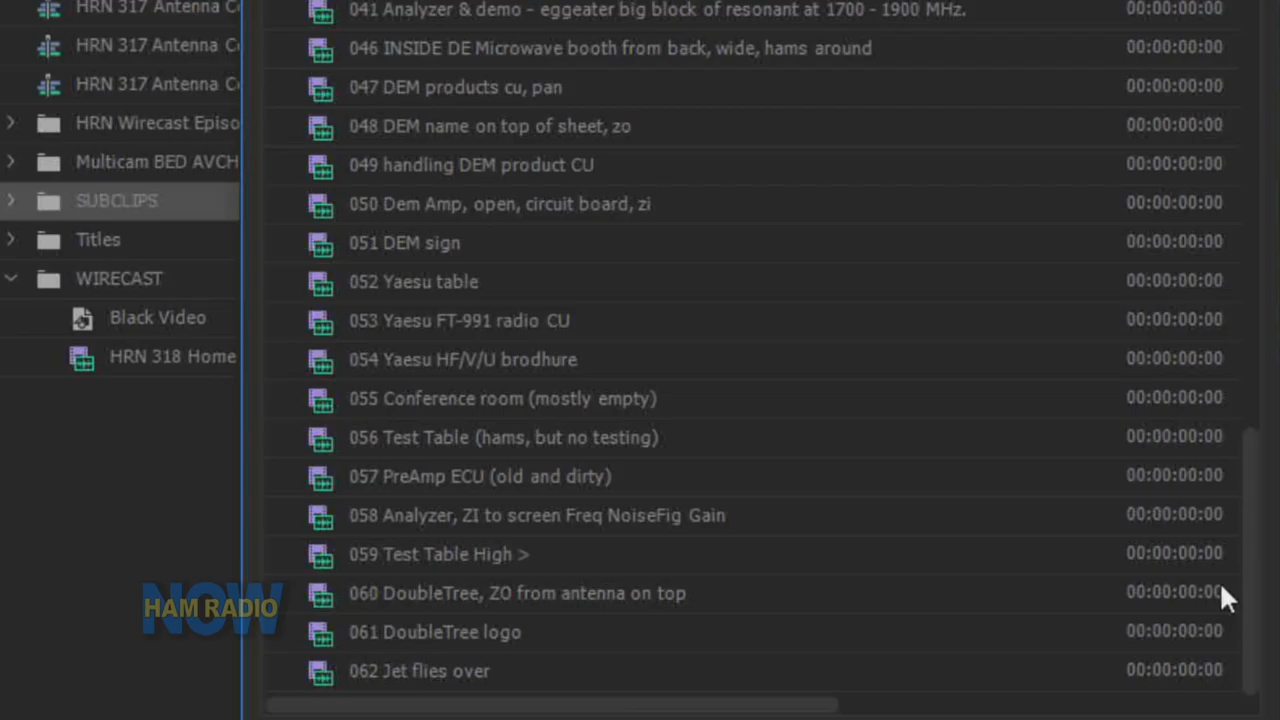 HRN 317 Antenna Co
HRN 317 Antenna Co
HRN 317 Antenna Co
HRN Wirecast Episo
Multicam BED AVCH
SUBCLIPS
Titles
WIRECAST
Black Video
HRN 318 Home
041 Analyzer & demo - eggeater big block of resonant at 1700 - 1900 MHz. 00:00:00:00
046 INSIDE DE Microwave booth from back, wide, hams around 00:00:00:00
047 DEM products cu, pan 00:00:00:00
048 DEM name on top of sheet, zo 00:00:00:00
049 handling DEM product CU 00:00:00:00
050 Dem Amp, open, circuit board, zi 00:00:00:00
051 DEM sign 00:00:00:00
052 Yaesu table 00:00:00:00
053 Yaesu FT-991 radio CU 00:00:00:00
054 Yaesu HF/V/U brodhure 00:00:00:00
055 Conference room (mostly empty) 00:00:00:00
056 Test Table (hams, but no testing) 00:00:00:00
057 PreAmp ECU (old and dirty) 00:00:00:00
058 Analyzer, ZI to screen Freq NoiseFig Gain 00:00:00:00
059 Test Table High > 00:00:00:00
060 DoubleTree, ZO from antenna on top 00:00:00:00
061 DoubleTree logo 00:00:00:00
062 Jet flies over 00:00:00:00
HAM RADIO
NOW